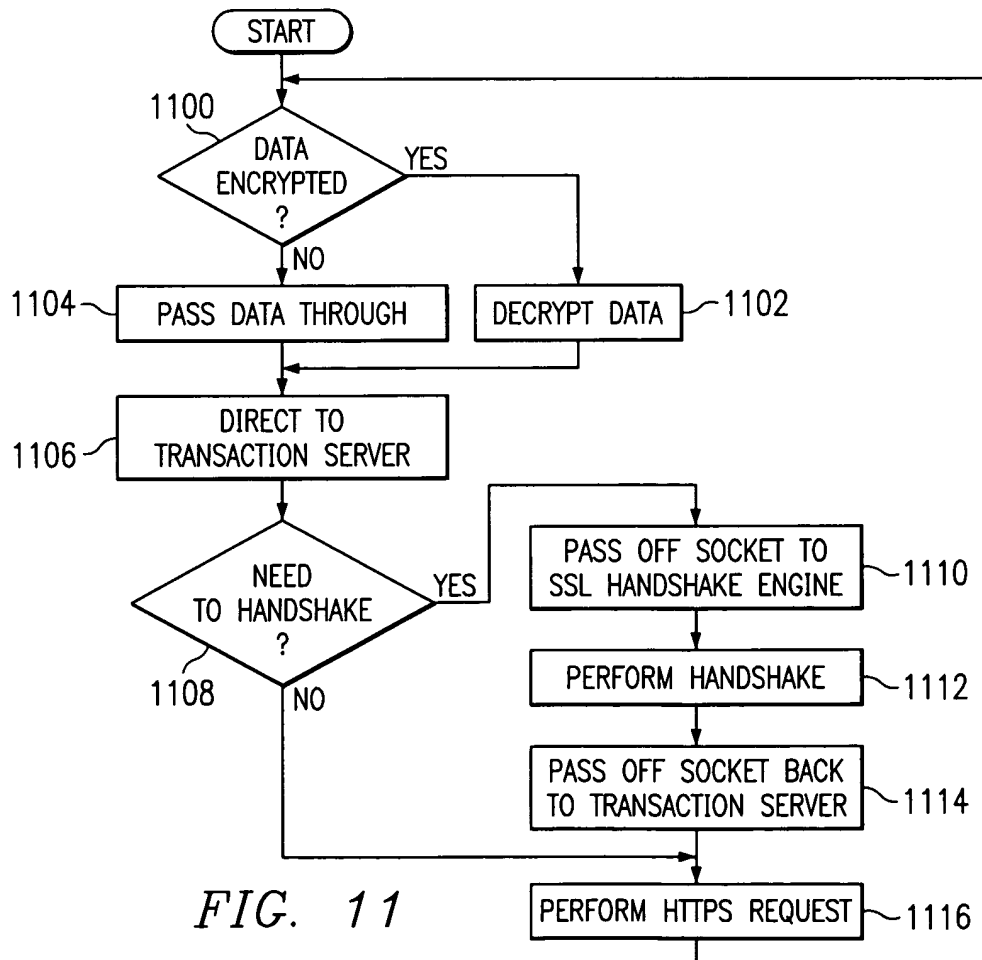 START
1100
DATA
ENCRYPTED
?
YES
NO
1104
PASS DATA THROUGH
DECRYPT DATA
1102
1106
DIRECT TO
TRANSACTION SERVER
NEED
TO HANDSHAKE
?
YES
1108
NO
PASS OFF SOCKET TO
SSL HANDSHAKE ENGINE
1110
PERFORM HANDSHAKE
1112
PASS OFF SOCKET BACK
TO TRANSACTION SERVER
1114
PERFORM HTTPS REQUEST
1116
FIG. 11